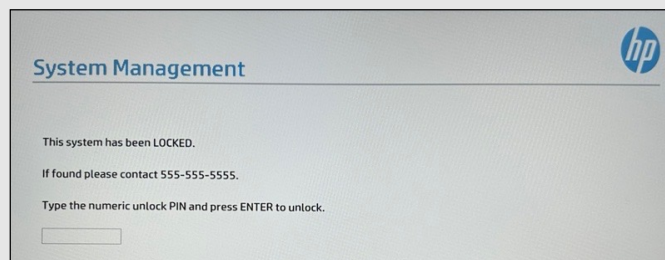 hp
System Management
This system has been LOCKED.
If found please contact 555-555-5555.
Type the numeric unlock PIN and press ENTER to unlock.